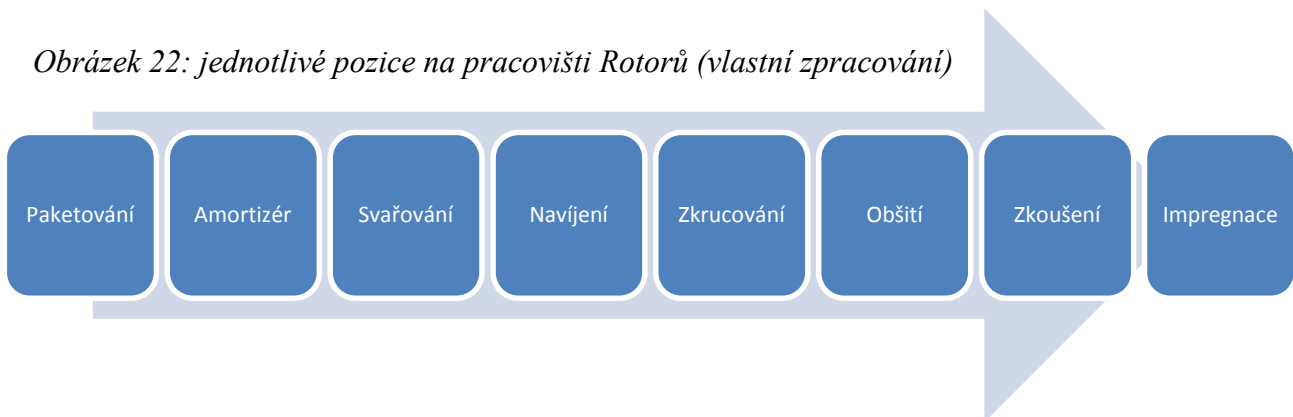 Obrázek 22: jednotlivé pozice na pracovišti Rotorů (vlastní zpracování)
Paketování
Amortizér
Svařování
Navíjení
Zkrucování
Obšití
Zkoušení
Impregnace